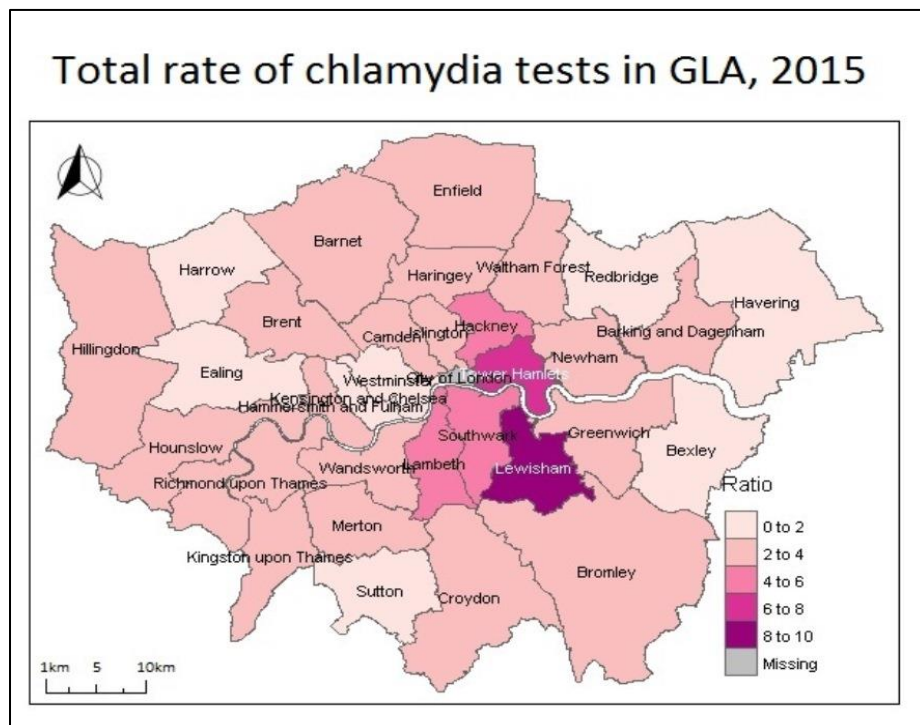 Total rate of chlamydia tests in GLA, 2015
Enfield
Barnet
Harrow
Haringey
Waltham Forest
Redbridge
Havering
Brent
Camden
Islington
Hackney
Barking and Dagenham
Hillingdon
Newham
Ealing
Westminster
City of London
Tower Hamlets
Kensington and Chelsea
Hammersmith and Fulham
Hounslow
Southwark
Greenwich
Bexley
Wandsworth
Lambeth
Lewisham
Richmond upon Thames
Merton
Kingston upon Thames
Bromley
Sutton
Croydon
Ratio
0 to 2
2 to 4
4 to 6
6 to 8
8 to 10
Missing
1km 5 10km